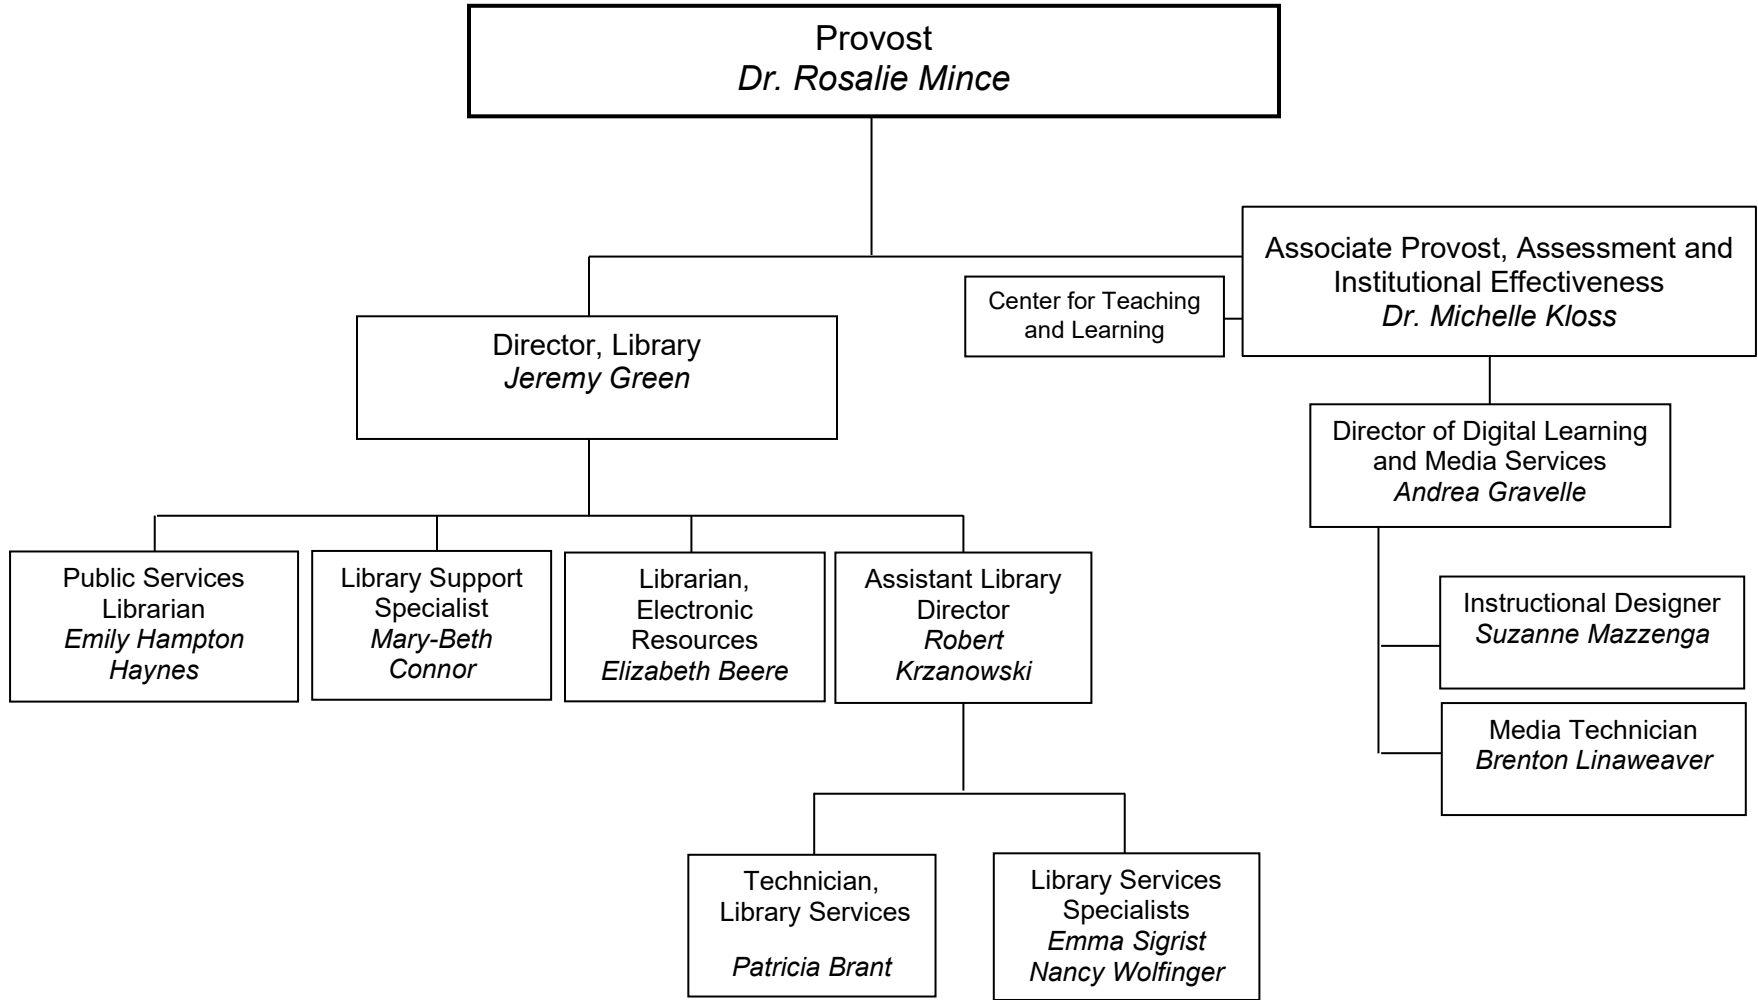 Provost
Dr. Rosalie Mince
Associate Provost, Assessment and
Institutional Effectiveness
Dr. Michelle Kloss
Center for Teaching
and Learning
Director, Library
Jeremy Green
Director of Digital Learning
and Media Services
Andrea Gravelle
Public Services
Librarian
Emily Hampton
Haynes
Library Support
Specialist
Mary-Beth
Connor
Librarian,
Electronic
Resources
Elizabeth Beere
Assistant Library
Director
Robert
Krzanowski
Instructional Designer
Suzanne Mazzenga
Media Technician
Brenton Linaweaver
Technician,
Library Services
Patricia Brant
Library Services
Specialists
Emma Sigrist
Nancy Wolfinger